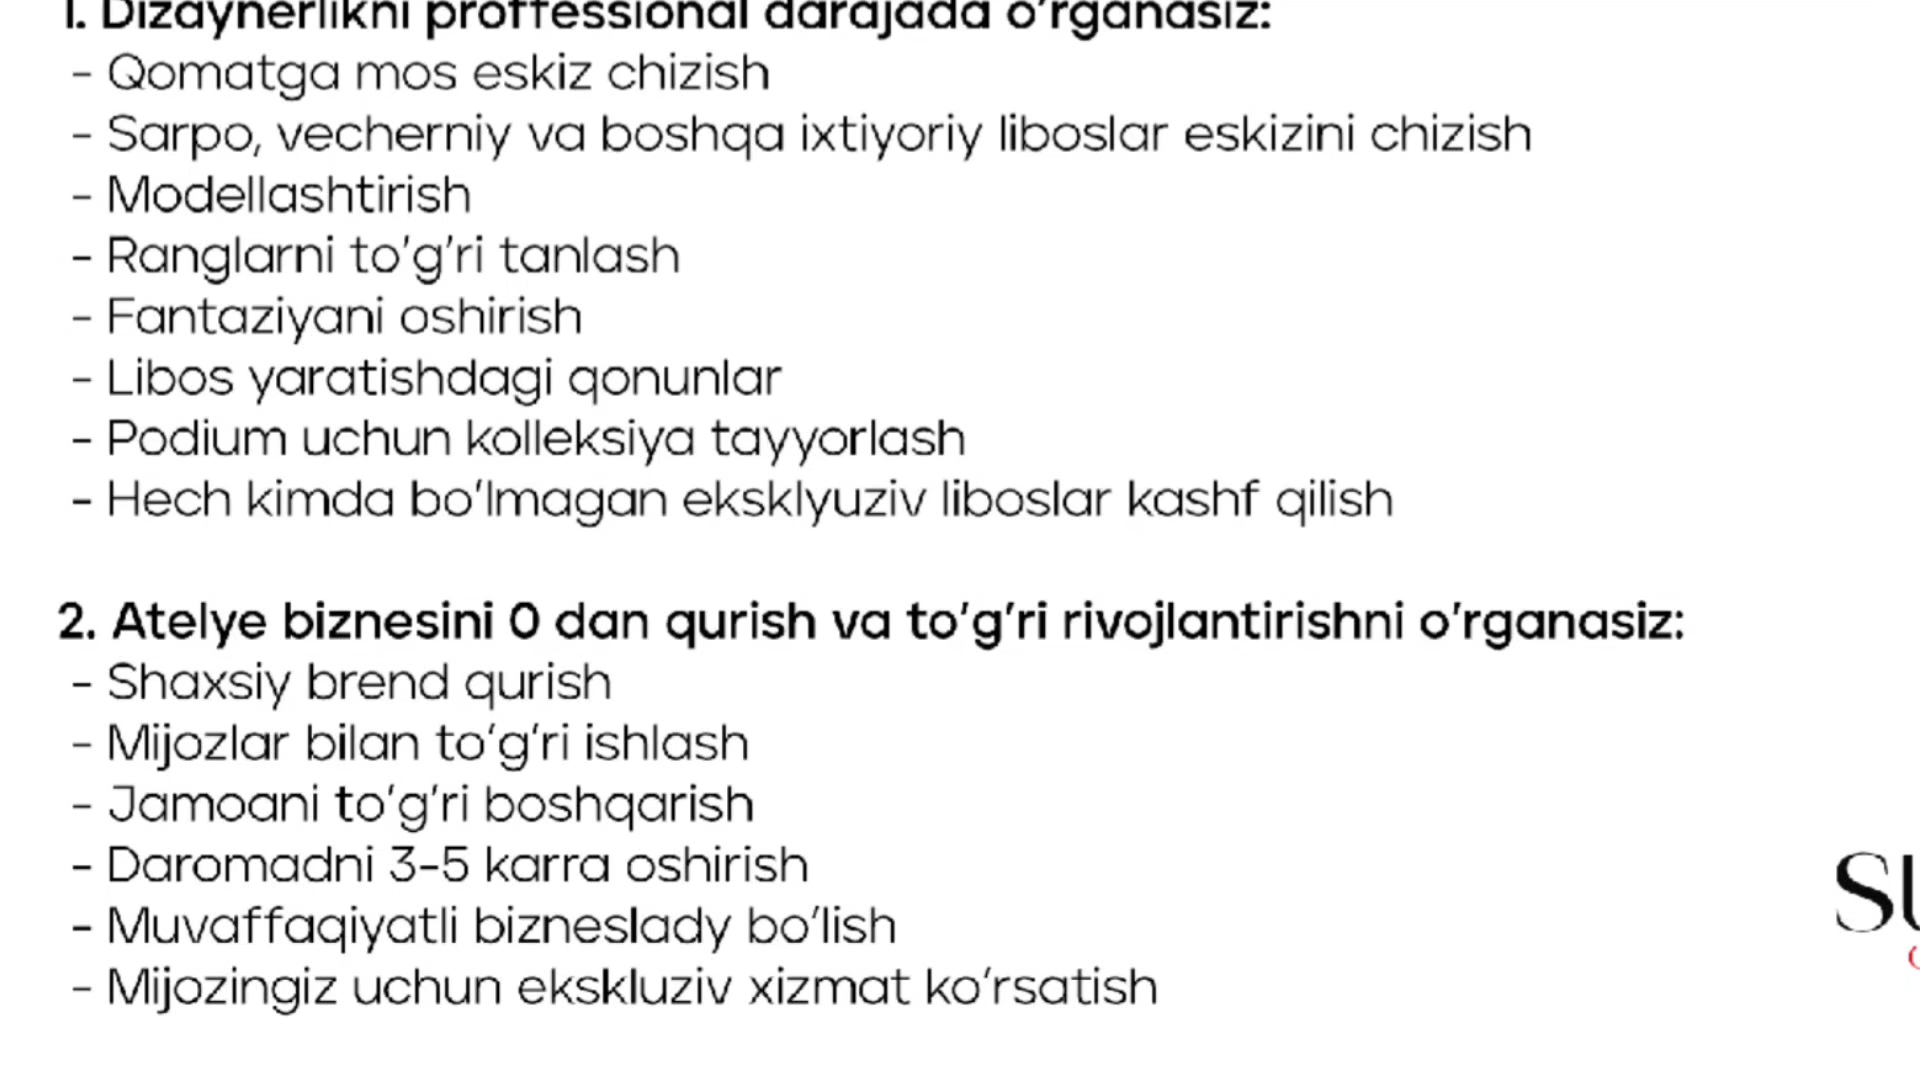 1. Dizaynerlikni proffessional darajada o'rganasiz:
- Qomatga mos eskiz chizish
- Sarpo, vecherniy va boshqa ixtiyoriy liboslar eskizini chizish
- Modellashtirish
- Ranglarni to'g'ri tanlash
- Fantaziyani oshirish
- Libos yaratishdagi qonunlar
- Podium uchun kolleksiya tayyorlash
- Hech kimda bo'lmagan eksklyuziv liboslar kashf qilish
2. Atelye biznesini 0 dan qurish va to'g'ri rivojlantirishni o'rganasiz:
- Shaxsiy brend qurish
- Mijozlar bilan to'g'ri ishlash
- Jamoani to'g'ri boshqarish
- Daromadni 3-5 karra oshirish
- Muvaffaqiyatli bizneslady bo'lish
- Mijozingiz uchun ekskluziv xizmat ko'rsatish